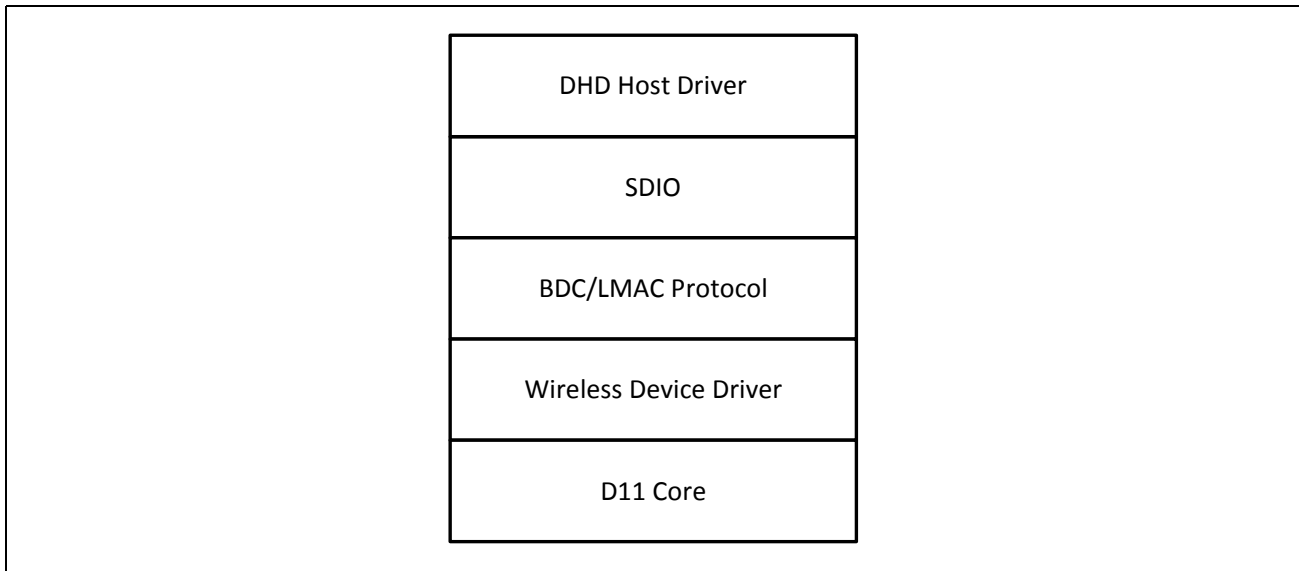 DHD Host Driver
SDIO
BDC/LMAC Protocol
Wireless Device Driver
D11 Core